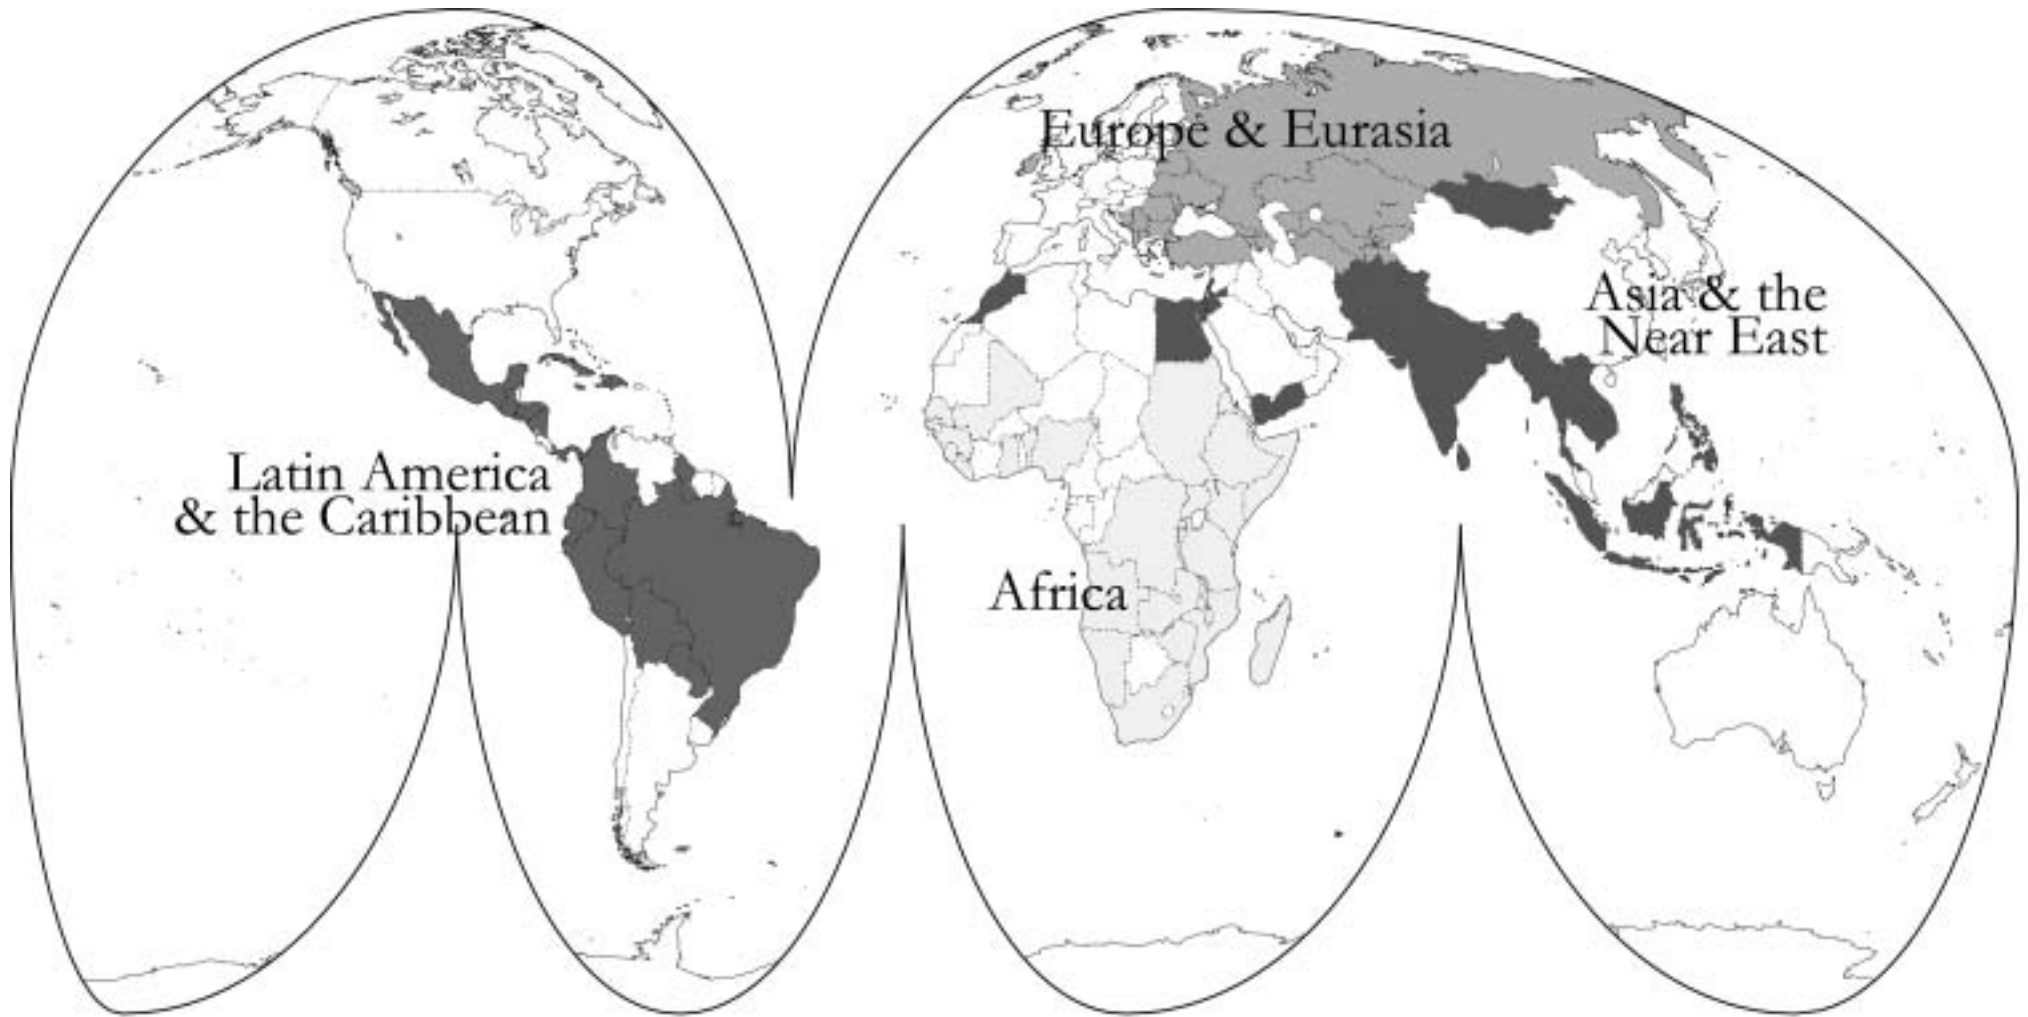 Europe & Eurasia
Asia & the
Near East
Latin America
& the Caribbean
Africa